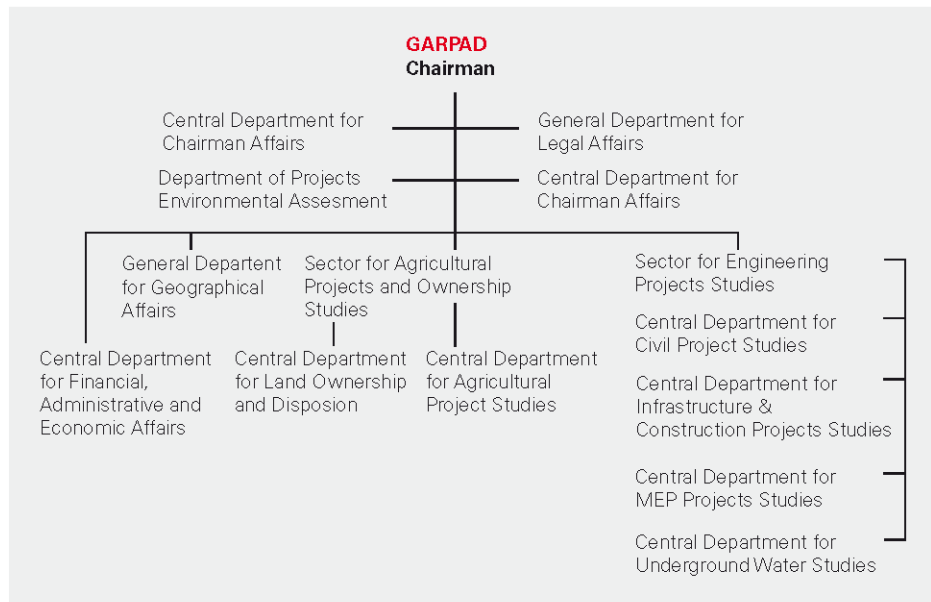 GARPAD
Chairman
Central Department for
Chairman Affairs
General Department for
Legal Affairs
Department of Projects
Environmental Assesment
Central Department for
Chairman Affairs
General Departent
for Geographical
Affairs
Sector for Agricultural
Projects and Ownership
Studies
Sector for Engineering
Projects Studies
Central Department
for Financial,
Administrative and
Economic Affairs
Central Department
for Land Ownership
and Disposion
Central Department
for Agricultural
Project Studies
Central Department for
Civil Project Studies
Central Department for
Infrastructure &
Construction Projects Studies
Central Department for
MEP Projects Studies
Central Department for
Underground Water Studies